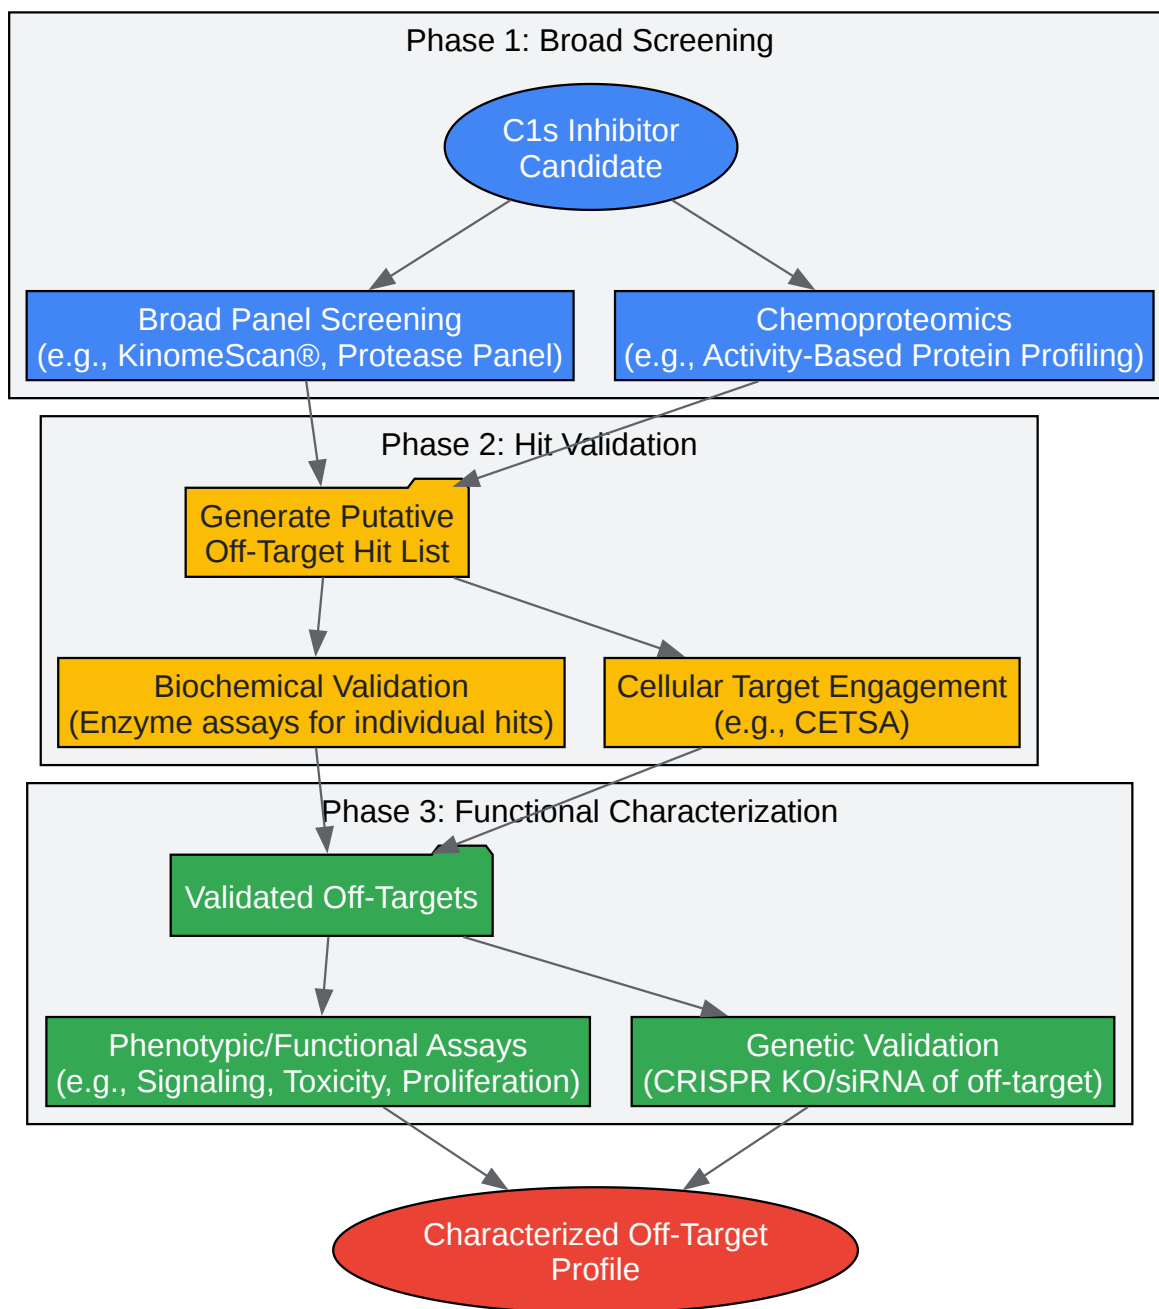 Phase 1: Broad Screening
C1s Inhibitor
Candidate
Broad Panel Screening
(e.g., KinomeScan®, Protease Panel)
Chemoproteomics
(e.g., Activity-Based Protein Profiling)
Phase 2: Hit Validation
Generate Putative
Off-Target Hit List
Biochemical Validation
(Enzyme assays for individual hits)
Cellular Target Engagement
(e.g., CETSA)
Phase 3: Functional Characterization
Validated Off-Targets
Phenotypic/Functional Assays
(e.g., Signaling, Toxicity, Proliferation)
Genetic Validation
(CRISPR KO/siRNA of off-target)
Characterized Off-Target
Profile